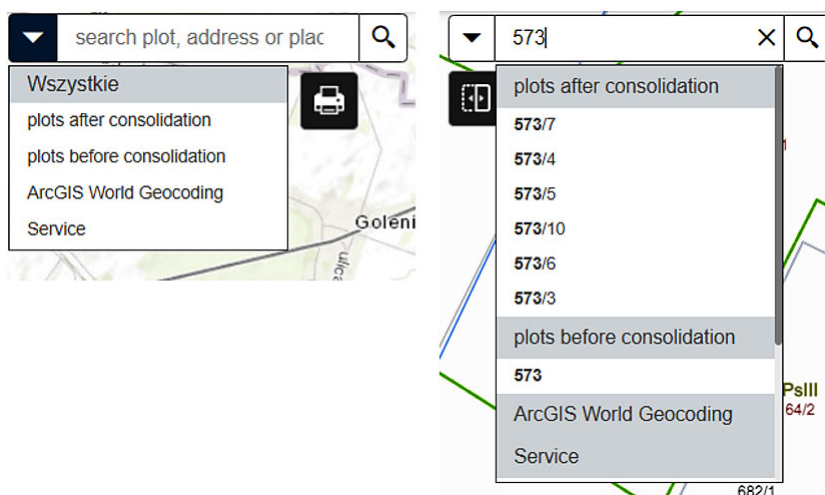 search plot, address or plac
Wszystkie
plots after consolidation
plots before consolidation
ArcGIS World Geocoding
Service
Goleni
ulica
573
plots after consolidation
573/7
573/4
573/5
573/10
573/6
573/3
plots before consolidation
573
ArcGIS World Geocoding
Service
1
PsIII
64/2
682/1